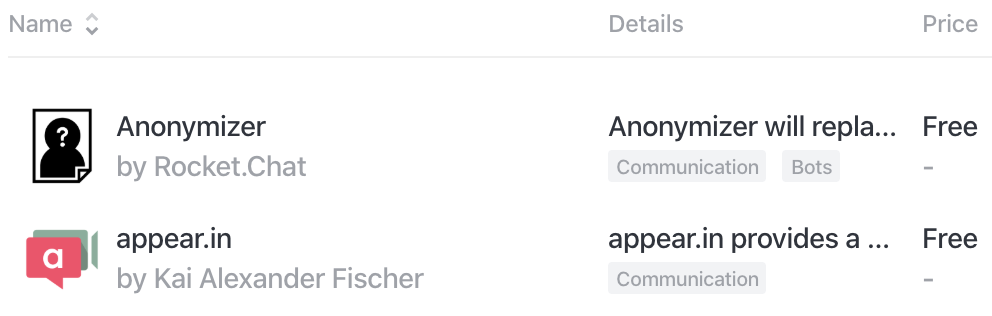 Name Details Price
Anonymizer Anonymizer will repla... Free
by Rocket.Chat Communication Bots -
appear.in appear.in provides a ... Free
by Kai Alexander Fischer Communication -
?
a